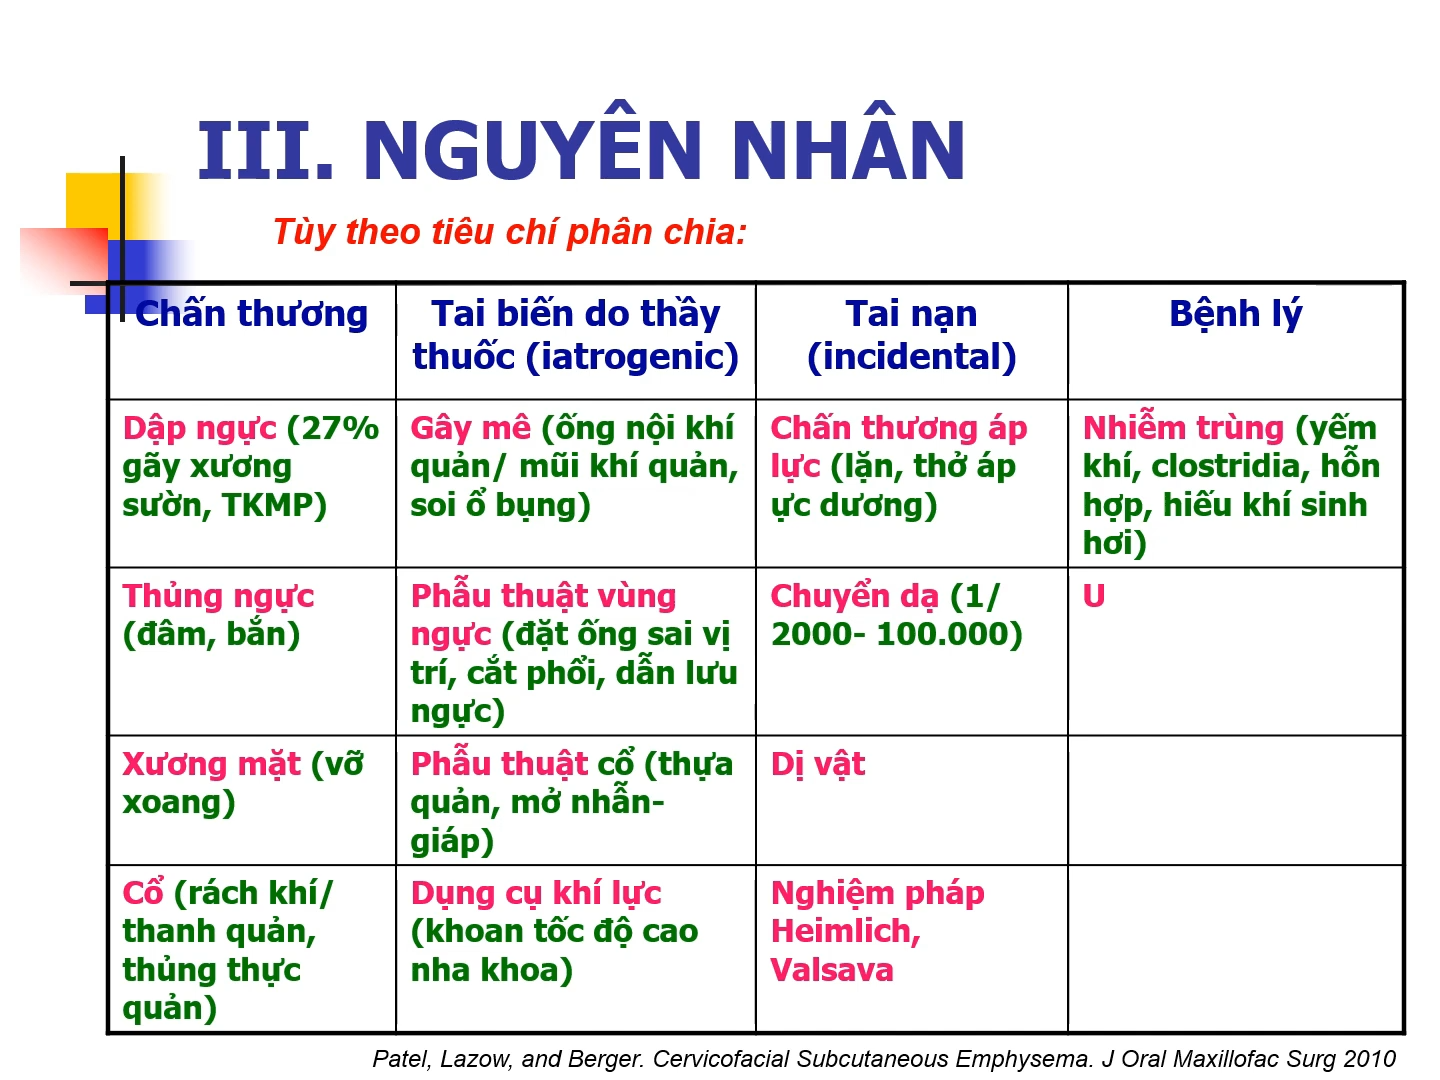 III. NGUYÊN NHÂN
Tùy theo tiêu chí phân chia:
Chấn thương
Tai biến do thầy
thuốc (iatrogenic)
Tai nạn
(incidental)
Bệnh lý
Dập ngực (27%
gãy xương
sườn, TKMP)
Gây mê (ống nội khí
quản/ mũi khí quản,
soi ổ bụng)
Chấn thương áp
lực (lặn, thở áp
ực dương)
Nhiễm trùng (yếm
khí, clostridia, hỗn
hợp, hiếu khí sinh
hơi)
Thủng ngực
(đâm, bắn)
Phẫu thuật vùng
ngực (đặt ống sai vị
trí, cắt phổi, dẫn lưu
ngực)
Chuyển dạ (1/
2000- 100.000)
U
Xương mặt (vỡ
xoang)
Phẫu thuật cổ (thựa
quản, mở nhẫn-
giáp)
Dị vật
Cổ (rách khí/
thanh quản,
thủng thực
quản)
Dụng cụ khí lực
(khoan tốc độ cao
nha khoa)
Nghiệm pháp
Heimlich,
Valsava
Patel, Lazow, and Berger. Cervicofacial Subcutaneous Emphysema. J Oral Maxillofac Surg 2010